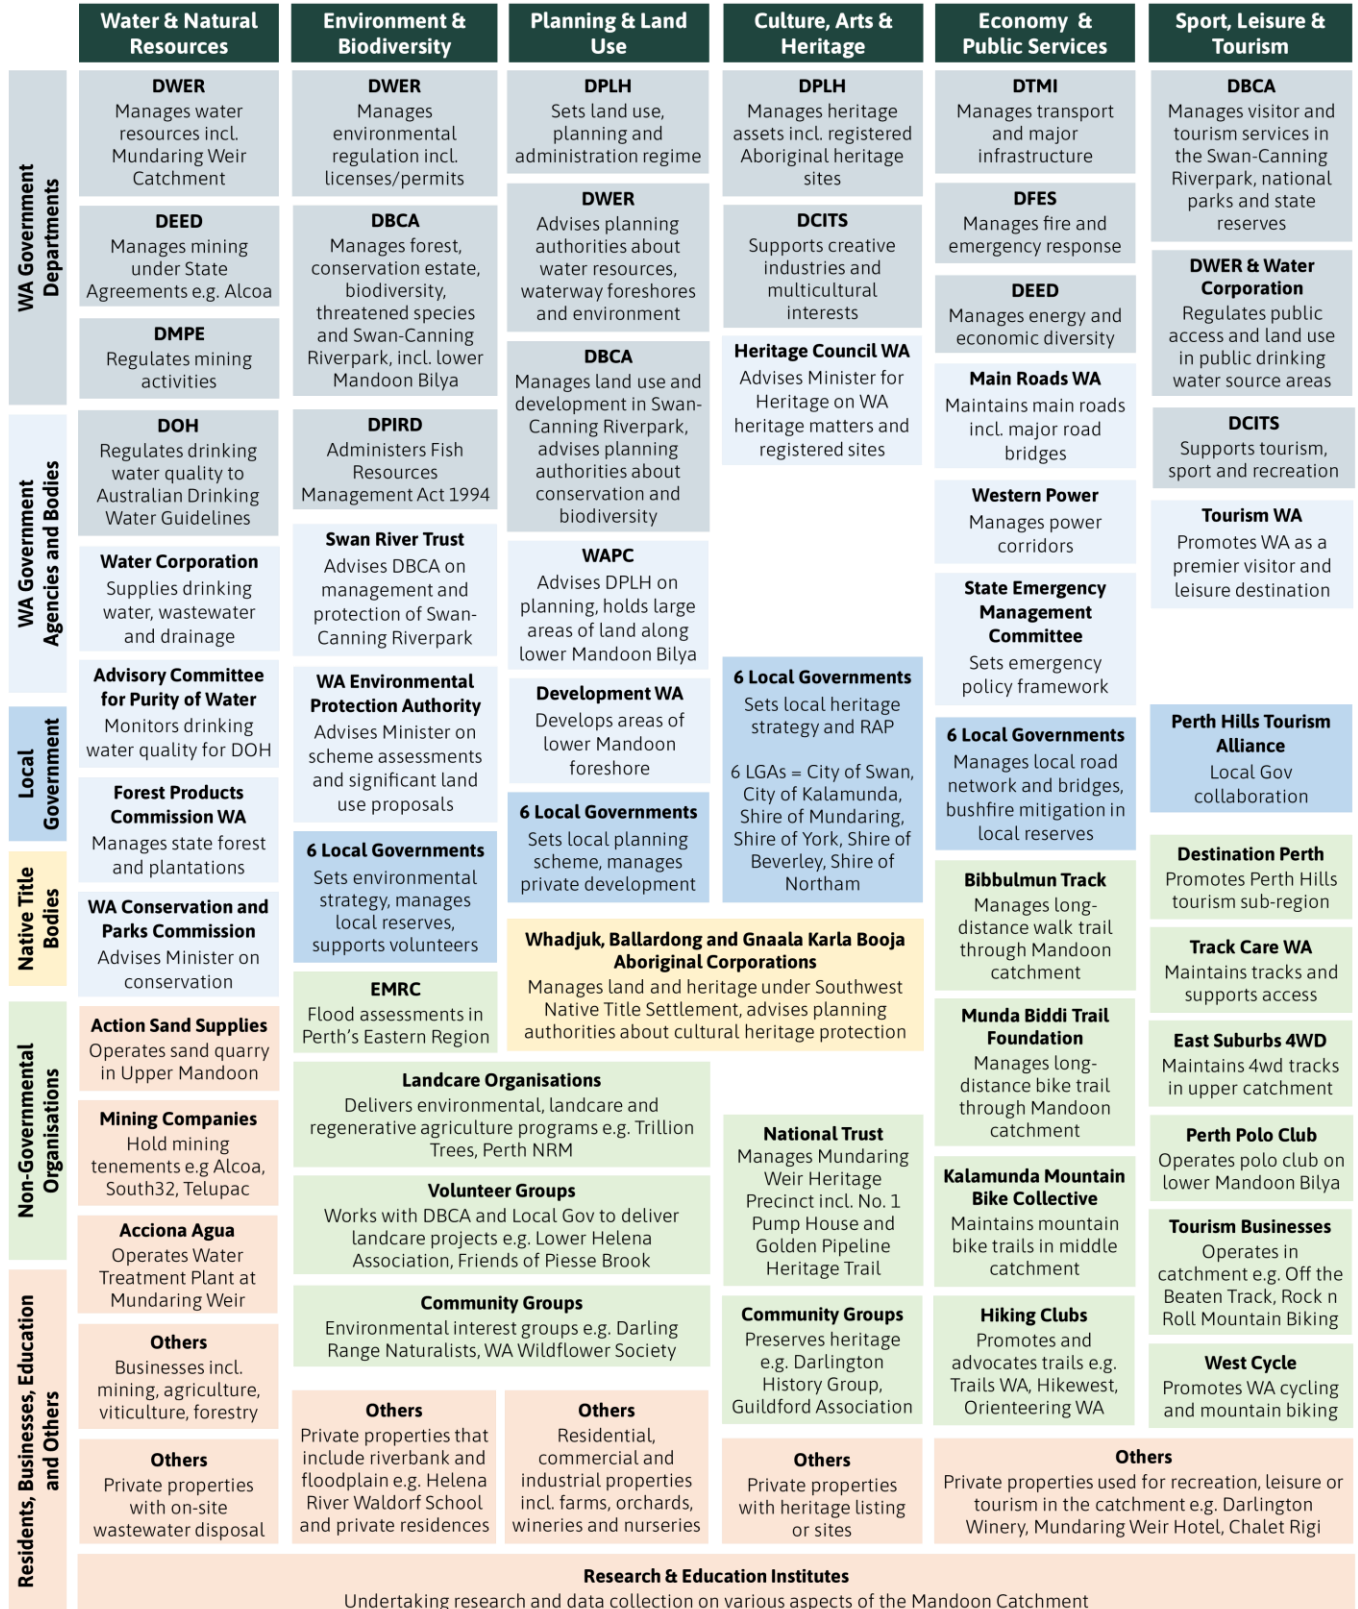 Water & Natural
Resources
Environment &
Biodiversity
Planning & Land
Use
Culture, Arts &
Heritage
Economy &
Public Services
Sport, Leisure &
Tourism
WA Government
Departments
WA Government
Agencies and Bodies
Local
Government
Native Title
Bodies
Non-Governmental
Organisations
Residents, Businesses, Education
and Others
DWER
Manages water
resources incl.
Mundaring Weir
Catchment
DEED
Manages mining
under State
Agreements e.g. Alcoa
DMPE
Regulates mining
activities
DOH
Regulates drinking
water quality to
Australian Drinking
Water Guidelines
Water Corporation
Supplies drinking
water, wastewater
and drainage
Advisory Committee
for Purity of Water
Monitors drinking
water quality for DOH
Forest Products
Commission WA
Manages state forest
and plantations
WA Conservation and
Parks Commission
Advises Minister on
conservation
Action Sand Supplies
Operates sand quarry
in Upper Mandoon
Mining Companies
Hold mining
tenements e.g Alcoa,
South32, Telupac
Acciona Agua
Operates Water
Treatment Plant at
Mundaring Weir
Others
Businesses incl.
mining, agriculture,
viticulture, forestry
Others
Private properties
with on-site
wastewater disposal
DWER
Manages
environmental
regulation incl.
licenses/permits
DBCA
Manages forest,
conservation estate,
biodiversity,
threatened species
and Swan-Canning
Riverpark, incl. lower
Mandoon Bilya
DPIRD
Administers Fish
Resources
Management Act 1994
Swan River Trust
Advises DBCA on
management and
protection of Swan-
Canning Riverpark
WA Environmental
Protection Authority
Advises Minister on
scheme assessments
and significant land
use proposals
6 Local Governments
Sets environmental
strategy, manages
local reserves,
supports volunteers
EMRC
Flood assessments in
Perth's Eastern Region
Landcare Organisations
Delivers environmental, landcare and
regenerative agriculture programs e.g. Trillion
Trees, Perth NRM
Volunteer Groups
Works with DBCA and Local Gov to deliver
landcare projects e.g. Lower Helena
Association, Friends of Piesse Brook
Community Groups
Environmental interest groups e.g. Darling
Range Naturalists, WA Wildflower Society
Others
Private properties that
include riverbank and
floodplain e.g. Helena
River Waldorf School
and private residences
DPLH
Sets land use,
planning and
administration regime
DWER
Advises planning
authorities about
water resources,
waterway foreshores
and environment
DBCA
Manages land use and
development in Swan-
Canning Riverpark,
advises planning
authorities about
conservation and
biodiversity
WAPC
Advises DPLH on
planning, holds large
areas of land along
lower Mandoon Bilya
Development WA
Develops areas of
lower Mandoon
foreshore
6 Local Governments
Sets local planning
scheme, manages
private development
Whadjuk, Ballardong and Gnaala Karla Booja
Aboriginal Corporations
Manages land and heritage under Southwest
Native Title Settlement, advises planning
authorities about cultural heritage protection
Others
Residential,
commercial and
industrial properties
incl. farms, orchards,
wineries and nurseries
DPLH
Manages heritage
assets incl. registered
Aboriginal heritage
sites
DCITS
Supports creative
industries and
multicultural
interests
Heritage Council WA
Advises Minister for
Heritage on WA
heritage matters and
registered sites
6 Local Governments
Sets local heritage
strategy and RAP
6 LGAs = City of Swan,
City of Kalamunda,
Shire of Mundaring,
Shire of York, Shire of
Beverley, Shire of
Northam
National Trust
Manages Mundaring
Weir Heritage
Precinct incl. No. 1
Pump House and
Golden Pipeline
Heritage Trail
Community Groups
Preserves heritage
e.g. Darlington
History Group,
Guildford Association
Others
Private properties
with heritage listing
or sites
DTMI
Manages transport
and major
infrastructure
DFES
Manages fire and
emergency response
DEED
Manages energy and
economic diversity
Main Roads WA
Maintains main roads
incl. major road
bridges
Western Power
Manages power
corridors
State Emergency
Management
Committee
Sets emergency
policy framework
6 Local Governments
Manages local road
network and bridges,
bushfire mitigation in
local reserves
Bibbulmun Track
Manages long-
distance walk trail
through Mandoon
catchment
Munda Biddi Trail
Foundation
Manages long-
distance bike trail
through Mandoon
catchment
Kalamunda Mountain
Bike Collective
Maintains mountain
bike trails in middle
catchment
Hiking Clubs
Promotes and
advocates trails e.g.
Trails WA, Hikewest,
Orienteering WA
DBCA
Manages visitor and
tourism services in
the Swan-Canning
Riverpark, national
parks and state
reserves
DWER & Water
Corporation
Regulates public
access and land use
in public drinking
water source areas
DCITS
Supports tourism,
sport and recreation
Tourism WA
Promotes WA as a
premier visitor and
leisure destination
Perth Hills Tourism
Alliance
Local Gov
collaboration
Destination Perth
Promotes Perth Hills
tourism sub-region
Track Care WA
Maintains tracks and
supports access
East Suburbs 4WD
Maintains 4wd tracks
in upper catchment
Perth Polo Club
Operates polo club on
lower Mandoon Bilya
Tourism Businesses
Operates in
catchment e.g. Off the
Beaten Track, Rock n
Roll Mountain Biking
West Cycle
Promotes WA cycling
and mountain biking
Others
Private properties used for recreation, leisure or
tourism in the catchment e.g. Darlington
Winery, Mundaring Weir Hotel, Chalet Rigi
Research & Education Institutes
Undertaking research and data collection on various aspects of the Mandoon Catchment